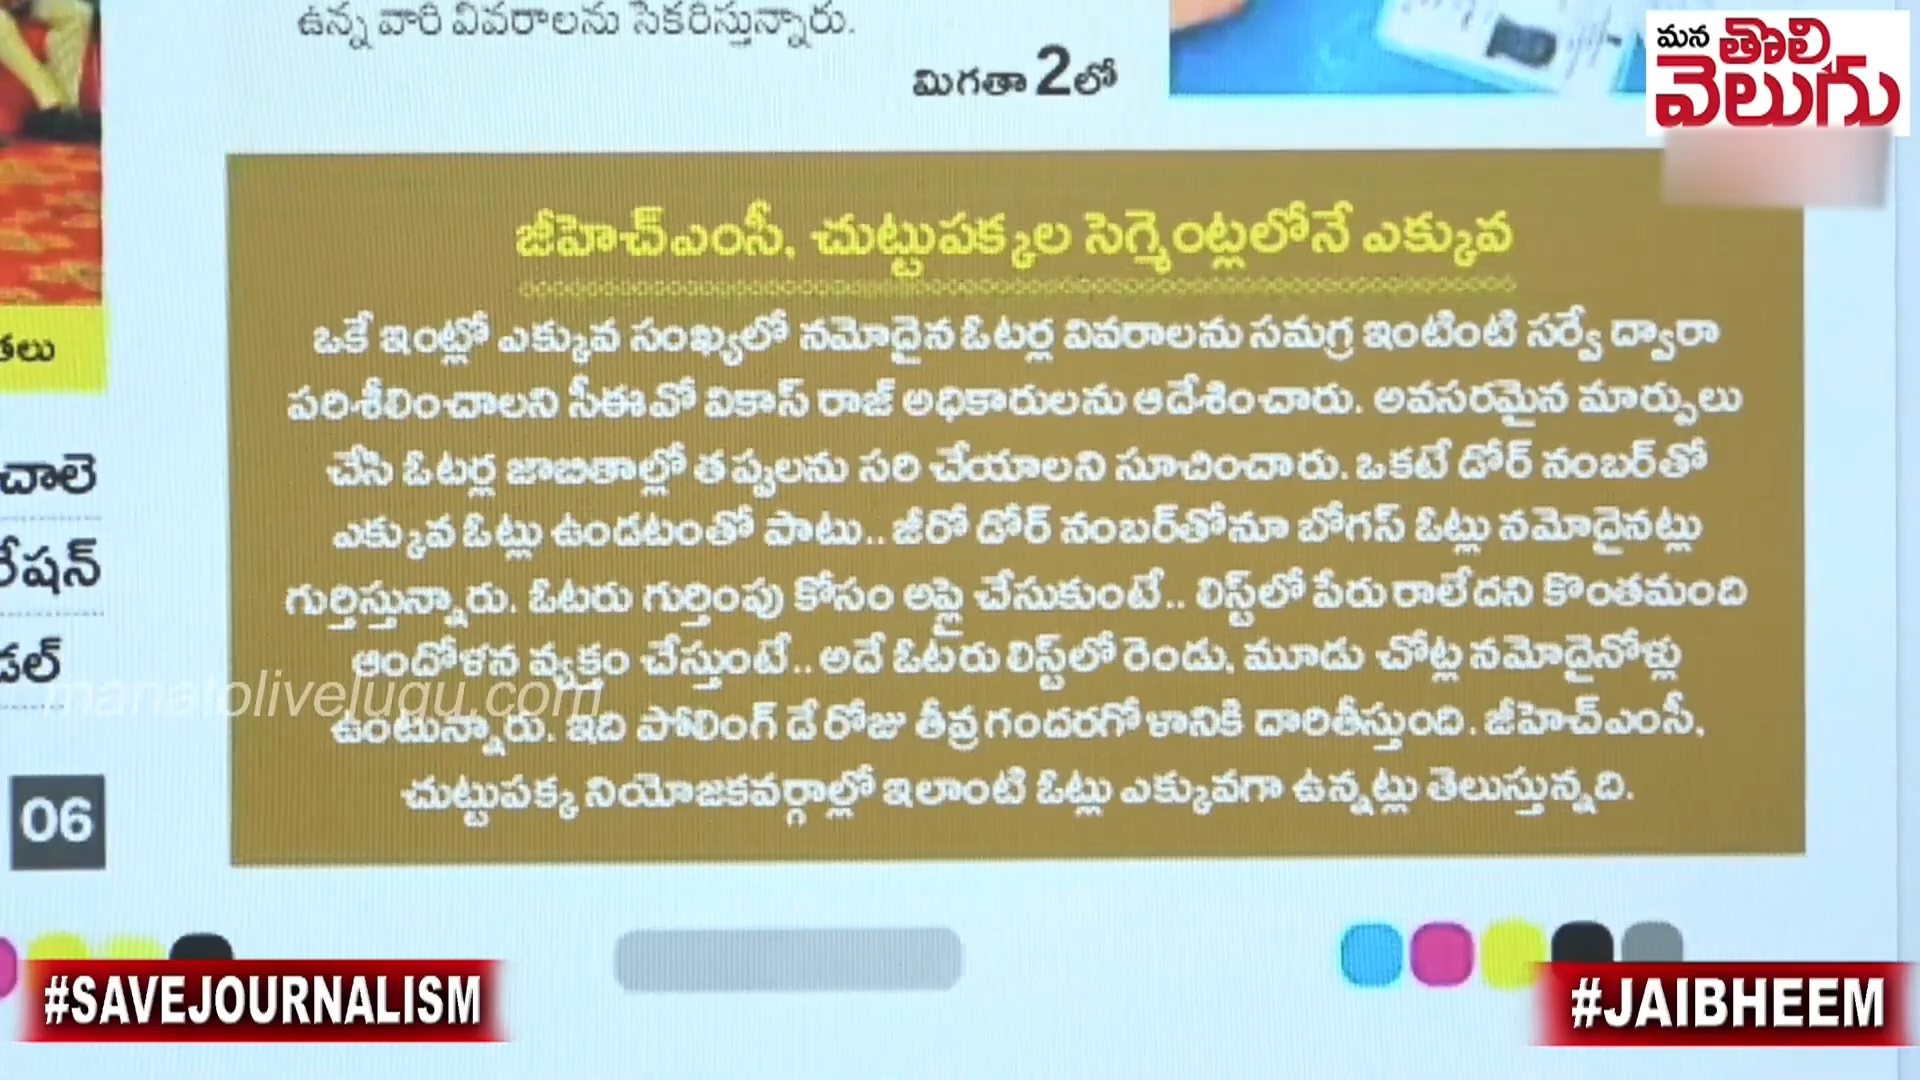 ఉన్న వారి వివరాలను సేకరిస్తున్నారు.
మిగతా 2లో
మన
తొలి
వెలుగు
జీహెచ్ఎంసీ, చుట్టుపక్కల సెగ్మెంట్లలోనే ఎక్కువ
ఒకే ఇంట్లో ఎక్కువ సంఖ్యలో నమోదైన ఓటర్ల వివరాలను సమగ్ర ఇంటింటి సర్వే ద్వారా
పరిశీలించాలని సీఈవో వికాస్ రాజ్ అధికారులను ఆదేశించారు. అవసరమైన మార్పులు
చేసి ఓటర్ల జాబితాల్లో తప్పులను సరి చేయాలని సూచించారు. ఒకటే డోర్ నంబర్‌తో
ఎక్కువ ఓట్లు ఉండటంతో పాటు.. జీరో డోర్ నంబర్‌తోనూ బోగస్ ఓట్లు నమోదైనట్లు
గుర్తిస్తున్నారు. ఓటరు గుర్తింపు కోసం అప్లై చేసుకుంటే.. లిస్ట్‌లో పేరు రాలేదని కొంతమంది
ఆందోళన వ్యక్తం చేస్తుంటే.. అదే ఓటరు లిస్ట్‌లో రెండు, మూడు చోట్ల నమోదైనోళ్లు
ఉంటున్నారు. ఇది పోలింగ్ డే రోజు తీవ్ర గందరగోళానికి దారితీస్తుంది. జీహెచ్ఎంసీ,
చుట్టుపక్క నియోజకవర్గాల్లో ఇలాంటి ఓట్లు ఎక్కువగా ఉన్నట్లు తెలుస్తున్నది.
తలు
చాలె
రేషన్
డల్
manatolivelugu.com
06
#SAVEJOURNALISM
#JAIBHEEM